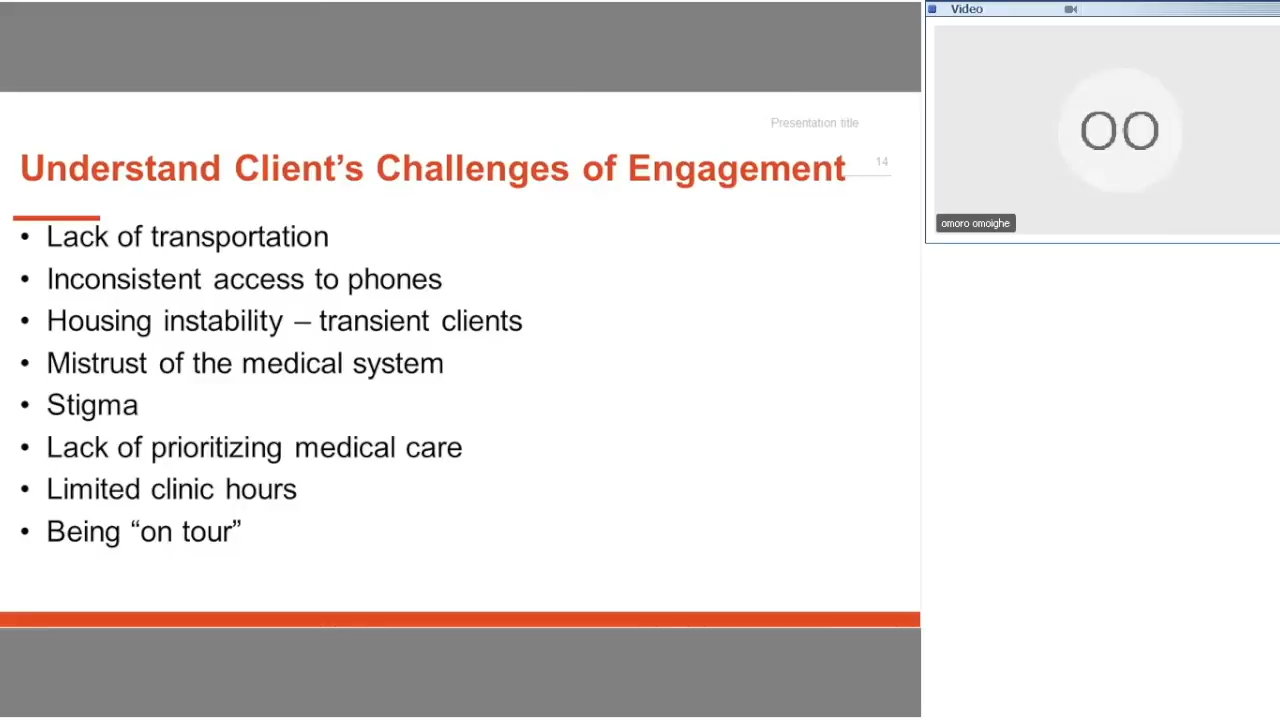 Presentation title
14
Understand Client’s Challenges of Engagement
• Lack of transportation
• Inconsistent access to phones
• Housing instability – transient clients
• Mistrust of the medical system
• Stigma
• Lack of prioritizing medical care
• Limited clinic hours
• Being “on tour”
Video
OO
omoro omoighe